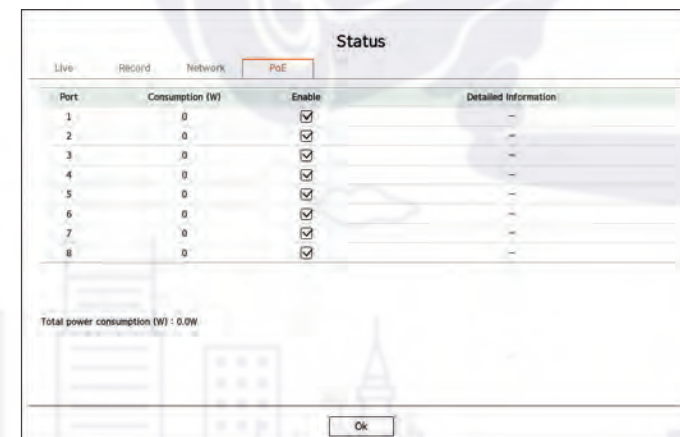 Status
Live Record Network PoE
Port Consumption (W) Enable Detailed Information
1 0 –
2 0 –
3 0 –
4 0 –
5 0 –
6 0 –
7 0 –
8 0 –
Total power consumption (W) : 0.0W
Ok